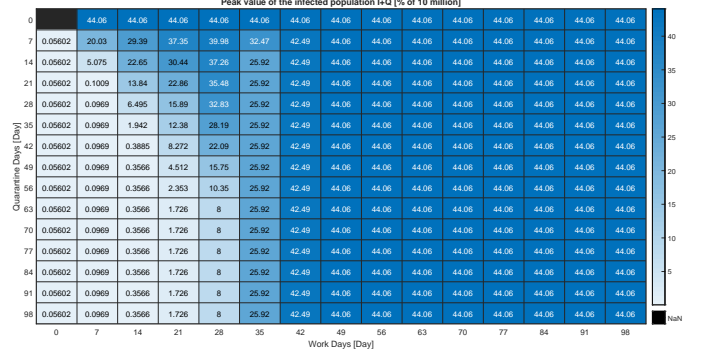 Peak value of the infected population I+Q [% of 10 million]
0 44.06 44.06 44.06 44.06 44.06 44.06 44.06 44.06 44.06 44.06 44.06 44.06 44.06 44.06
7 0.05602 20.03 29.39 37.35 39.98 32.47 42.49 44.06 44.06 44.06 44.06 44.06 44.06 44.06 44.06
14 0.05602 5.075 22.65 30.44 37.26 25.92 42.49 44.06 44.06 44.06 44.06 44.06 44.06 44.06 44.06
21 0.05602 0.1009 13.84 22.86 35.48 25.92 42.49 44.06 44.06 44.06 44.06 44.06 44.06 44.06 44.06
28 0.05602 0.0969 6.495 15.89 32.83 25.92 42.49 44.06 44.06 44.06 44.06 44.06 44.06 44.06 44.06
35 0.05602 0.0969 1.942 12.38 28.19 25.92 42.49 44.06 44.06 44.06 44.06 44.06 44.06 44.06 44.06
42 0.05602 0.0969 0.3885 8.272 22.09 25.92 42.49 44.06 44.06 44.06 44.06 44.06 44.06 44.06 44.06
49 0.05602 0.0969 0.3566 4.512 15.75 25.92 42.49 44.06 44.06 44.06 44.06 44.06 44.06 44.06 44.06
56 0.05602 0.0969 0.3566 2.353 10.35 25.92 42.49 44.06 44.06 44.06 44.06 44.06 44.06 44.06 44.06
63 0.05602 0.0969 0.3566 1.726 8 25.92 42.49 44.06 44.06 44.06 44.06 44.06 44.06 44.06 44.06
70 0.05602 0.0969 0.3566 1.726 8 25.92 42.49 44.06 44.06 44.06 44.06 44.06 44.06 44.06 44.06
77 0.05602 0.0969 0.3566 1.726 8 25.92 42.49 44.06 44.06 44.06 44.06 44.06 44.06 44.06 44.06
84 0.05602 0.0969 0.3566 1.726 8 25.92 42.49 44.06 44.06 44.06 44.06 44.06 44.06 44.06 44.06
91 0.05602 0.0969 0.3566 1.726 8 25.92 42.49 44.06 44.06 44.06 44.06 44.06 44.06 44.06 44.06
98 0.05602 0.0969 0.3566 1.726 8 25.92 42.49 44.06 44.06 44.06 44.06 44.06 44.06 44.06 44.06
0 7 14 21 28 35 42 49 56 63 70 77 84 91 98
Work Days [Day]
Quarantine Days [Day]
40
35
30
25
20
15
10
5
NaN